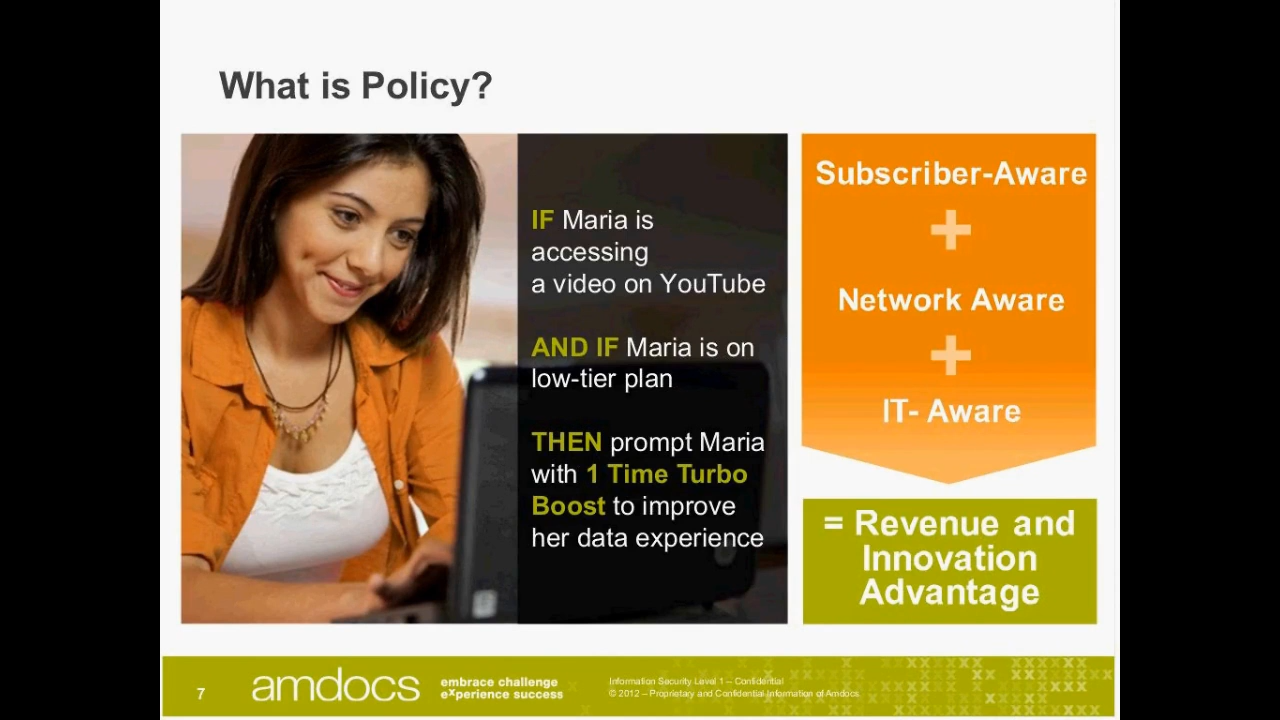 What is Policy?
IF Maria is
accessing
a video on YouTube
AND IF Maria is on
low-tier plan
THEN prompt Maria
with 1 Time Turbo
Boost to improve
her data experience
Subscriber-Aware
+
Network Aware
+
IT- Aware
= Revenue and
Innovation
Advantage
7
amdocs
embrace challenge
experience success
Information Security Level 1 – Confidential
© 2012 – Proprietary and Confidential Information of Amdocs